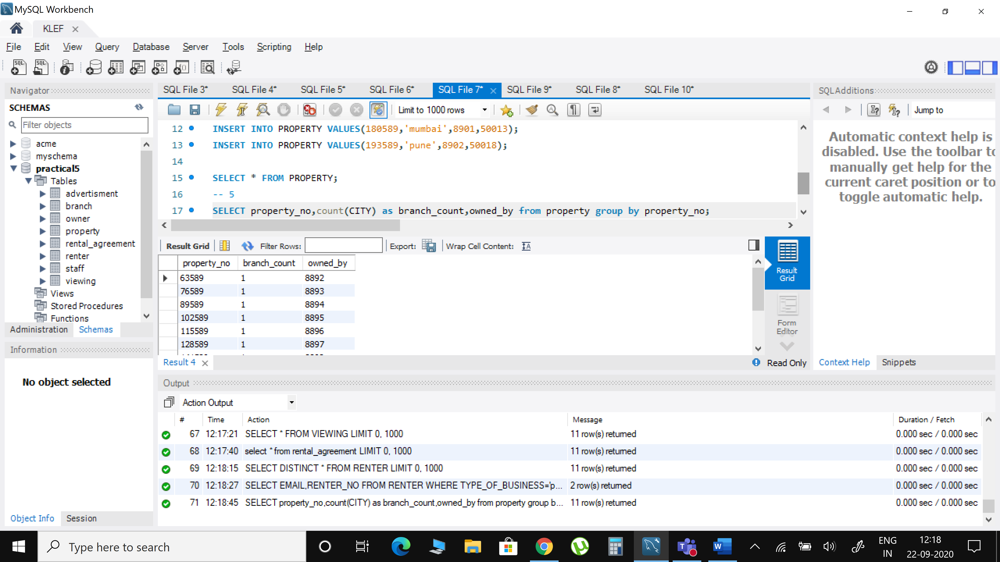 MySQL Workbench
KLEF
File Edit View Query Database Server Tools Scripting Help
Navigator
SCHEMAS
Filter objects
acme
myschema
practical5
Tables
advertisment
branch
owner
property
rental_agreement
renter
staff
viewing
Views
Stored Procedures
Functions
Administration Schemas
Information
No object selected
Object Info Session
SQL File 3* SQL File 4* SQL File 5* SQL File 6* SQL File 7* SQL File 9* SQL File 8* SQL File 10*
Limit to 1000 rows
12 INSERT INTO PROPERTY VALUES(180589,'mumbai',8901,50013);
13 INSERT INTO PROPERTY VALUES(193589,'pune',8902,50018);
14
15 SELECT * FROM PROPERTY;
16 -- 5
17 SELECT property_no,count(CITY) as branch_count,owned_by from property group by property_no;
Result Grid Filter Rows: Export: Wrap Cell Content:
property_no branch_count owned_by
63589 1 8892
76589 1 8893
89589 1 8894
102589 1 8895
115589 1 8896
128589 1 8897
Result Grid
Form Editor
Result 4
Read Only
SQLAdditions
Jump to
Automatic context help is
disabled. Use the toolbar to
manually get help for the
current caret position or to
toggle automatic help.
Context Help Snippets
Output
Action Output
# Time Action Message Duration / Fetch
67 12:17:21 SELECT * FROM VIEWING LIMIT 0, 1000 11 row(s) returned 0.000 sec / 0.000 sec
68 12:17:40 select * from rental_agreement LIMIT 0, 1000 11 row(s) returned 0.000 sec / 0.000 sec
69 12:18:15 SELECT DISTINCT * FROM RENTER LIMIT 0, 1000 11 row(s) returned 0.000 sec / 0.000 sec
70 12:18:27 SELECT EMAIL,RENTER_NO FROM RENTER WHERE TYPE_OF_BUSINESS='p... 2 row(s) returned 0.000 sec / 0.000 sec
71 12:18:45 SELECT property_no,count(CITY) as branch_count,owned_by from property group b... 11 row(s) returned 0.000 sec / 0.000 sec
Type here to search
ENG
IN
12:18
22-09-2020